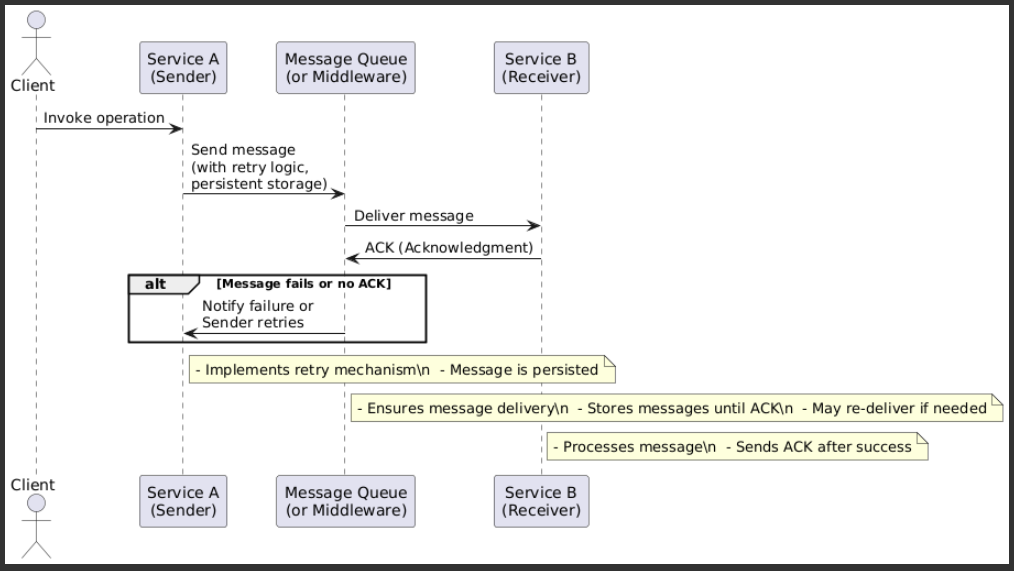 Client
Service A
(Sender)
Message Queue
(or Middleware)
Service B
(Receiver)
Invoke operation
Send message
(with retry logic,
persistent storage)
Deliver message
ACK (Acknowledgment)
alt [Message fails or no ACK]
Notify failure or
Sender retries
- Implements retry mechanism\n  - Message is persisted
- Ensures message delivery\n  - Stores messages until ACK\n  - May re-deliver if needed
- Processes message\n  - Sends ACK after success
Client
Service A
(Sender)
Message Queue
(or Middleware)
Service B
(Receiver)